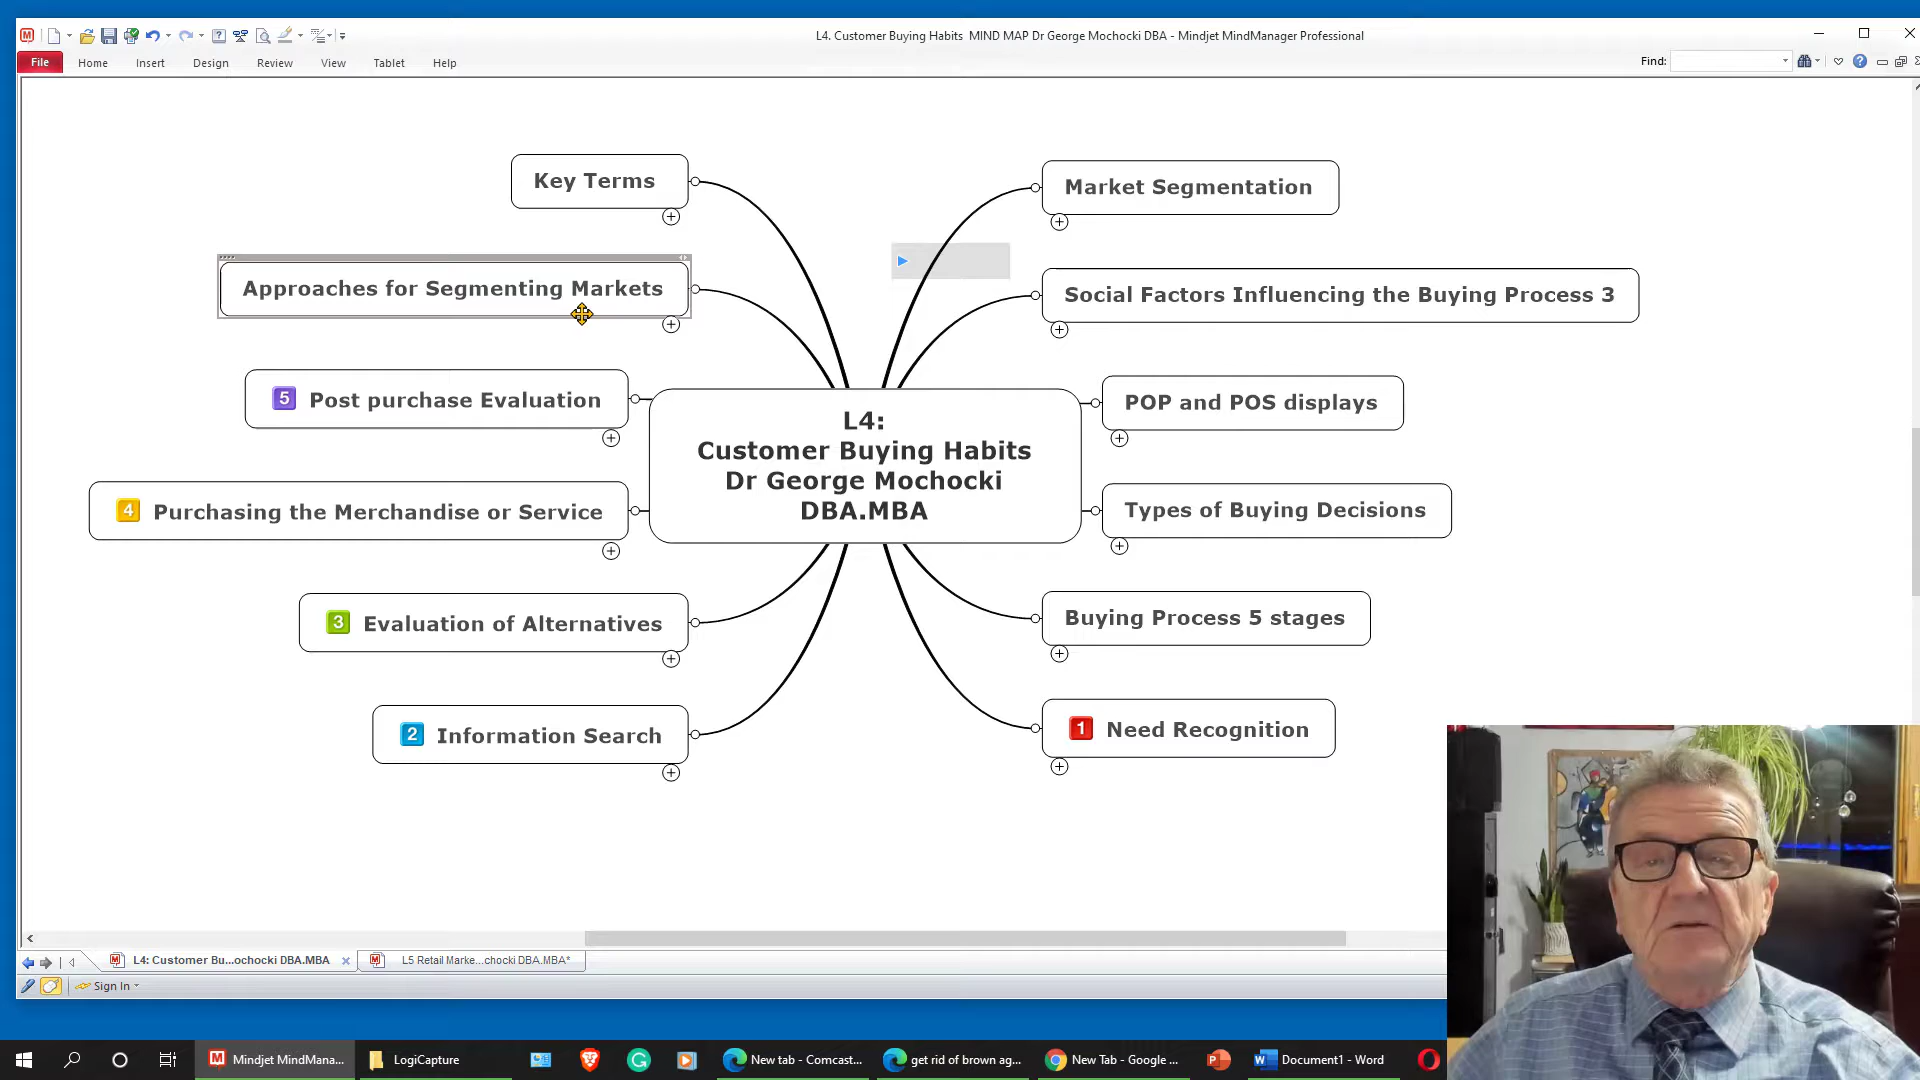 L4. Customer Buying Habits  MIND MAP Dr George Mochocki DBA - Mindjet MindManager Professional
File Home Insert Design Review View Tablet Help
Find:
Key Terms
Market Segmentation
Approaches for Segmenting Markets
Social Factors Influencing the Buying Process 3
5 Post purchase Evaluation
POP and POS displays
L4:
Customer Buying Habits
Dr George Mochocki
DBA.MBA
4 Purchasing the Merchandise or Service
Types of Buying Decisions
3 Evaluation of Alternatives
Buying Process 5 stages
2 Information Search
1 Need Recognition
L4: Customer Bu...ochocki DBA.MBA
L5 Retail Marke...chocki DBA.MBA*
Sign In
Mindjet MindMana...
LogiCapture
New tab - Comcast...
get rid of brown ag...
New Tab - Google ...
Document1 - Word